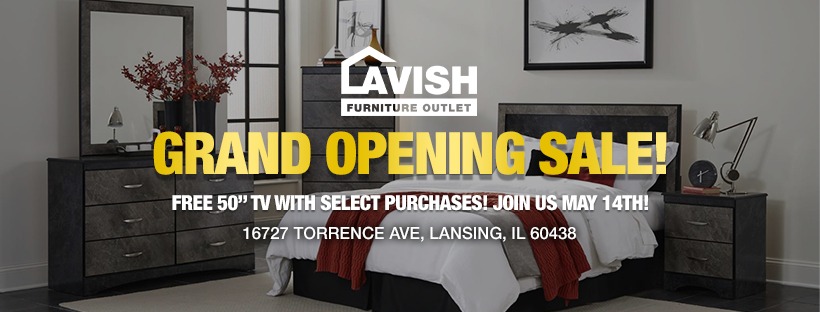 LAVISH
FURNITURE OUTLET
GRAND OPENING SALE!
FREE 50” TV WITH SELECT PURCHASES! JOIN US MAY 14TH!
16727 TORRENCE AVE, LANSING, IL 60438